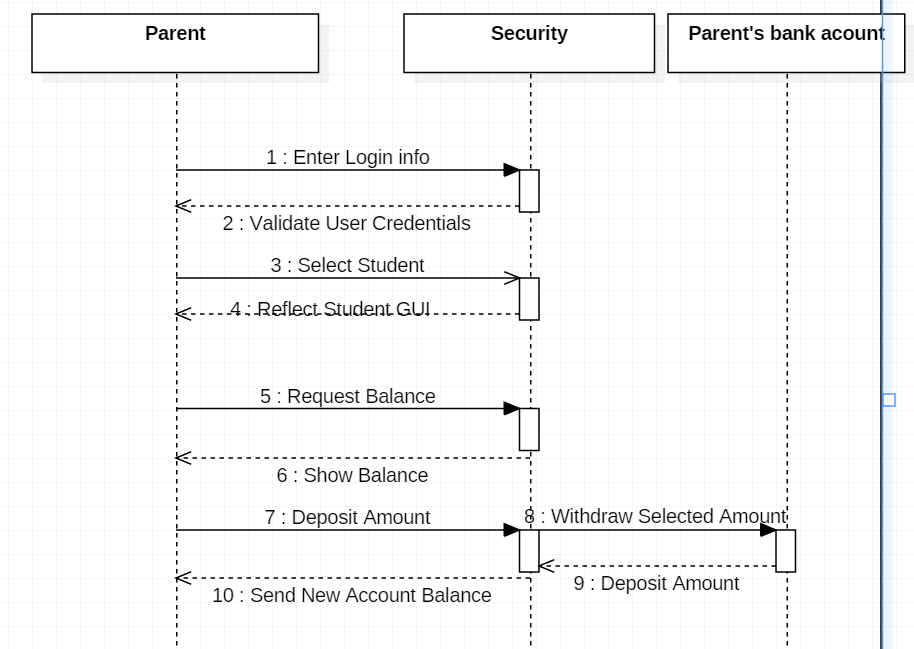 Parent
Security
Parent's bank acount
1 : Enter Login info
2 : Validate User Credentials
3 : Select Student
4 : Reflect Student GUI
5 : Request Balance
6 : Show Balance
7 : Deposit Amount
8 : Withdraw Selected Amount
9 : Deposit Amount
10 : Send New Account Balance